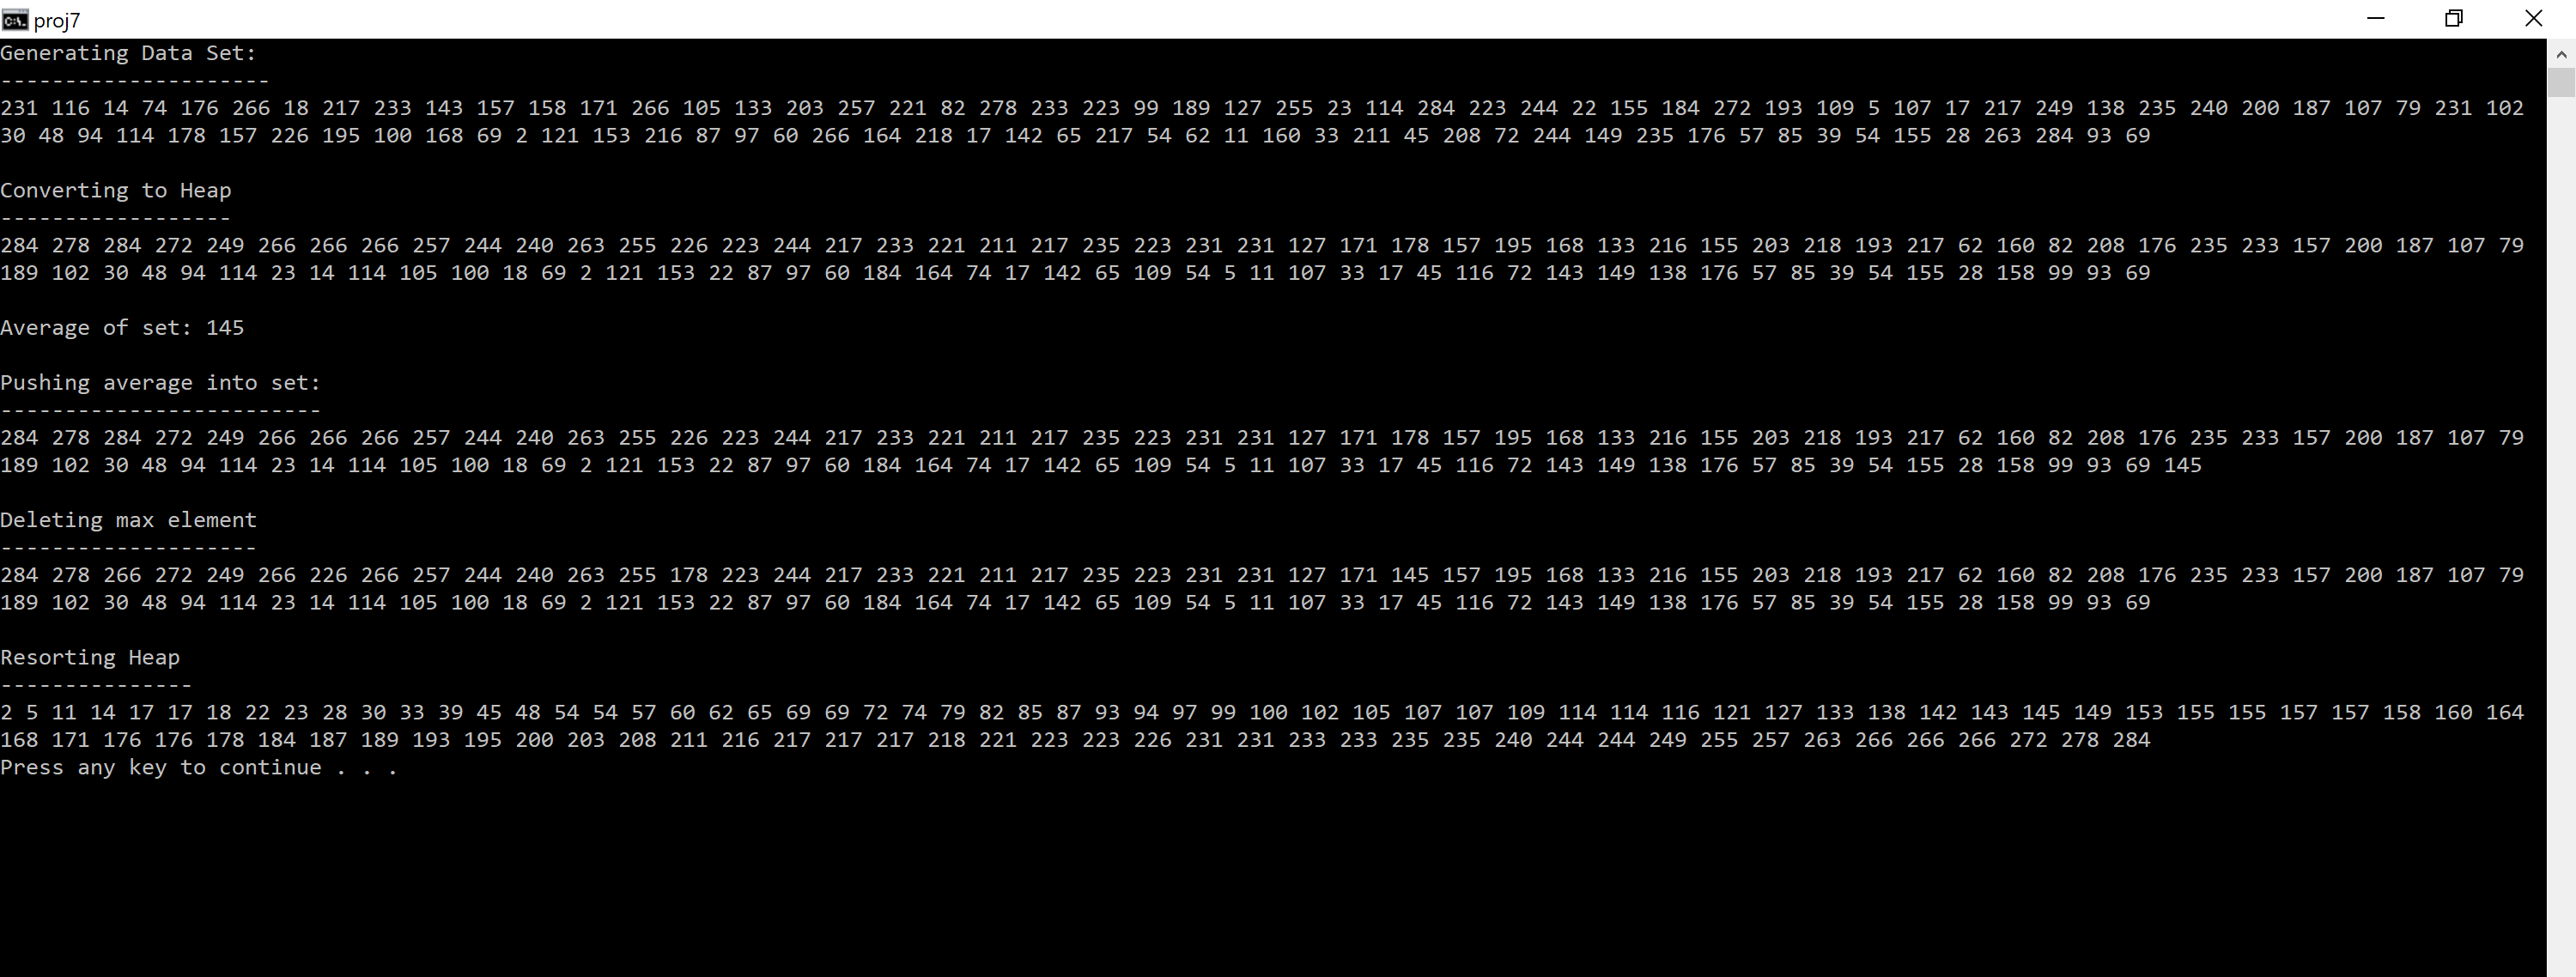 proj7
Generating Data Set:
---------------------
231 116 14 74 176 266 18 217 233 143 157 158 171 266 105 133 203 257 221 82 278 233 223 99 189 127 255 23 114 284 223 244 22 155 184 272 193 109 5 107 17 217 249 138 235 240 200 187 107 79 231 102
30 48 94 114 178 157 226 195 100 168 69 2 121 153 216 87 97 60 266 164 218 17 142 65 217 54 62 11 160 33 211 45 208 72 244 149 235 176 57 85 39 54 155 28 263 284 93 69
Converting to Heap
------------------
284 278 284 272 249 266 266 266 257 244 240 263 255 226 223 244 217 233 221 211 217 235 223 231 231 127 171 178 157 195 168 133 216 155 203 218 193 217 62 160 82 208 176 235 233 157 200 187 107 79
189 102 30 48 94 114 23 14 114 105 100 18 69 2 121 153 22 87 97 60 184 164 74 17 142 65 109 54 5 11 107 33 17 45 116 72 143 149 138 176 57 85 39 54 155 28 158 99 93 69
Average of set: 145
Pushing average into set:
-------------------------
284 278 284 272 249 266 266 266 257 244 240 263 255 226 223 244 217 233 221 211 217 235 223 231 231 127 171 178 157 195 168 133 216 155 203 218 193 217 62 160 82 208 176 235 233 157 200 187 107 79
189 102 30 48 94 114 23 14 114 105 100 18 69 2 121 153 22 87 97 60 184 164 74 17 142 65 109 54 5 11 107 33 17 45 116 72 143 149 138 176 57 85 39 54 155 28 158 99 93 69 145
Deleting max element
--------------------
284 278 266 272 249 266 226 266 257 244 240 263 255 178 223 244 217 233 221 211 217 235 223 231 231 127 171 145 157 195 168 133 216 155 203 218 193 217 62 160 82 208 176 235 233 157 200 187 107 79
189 102 30 48 94 114 23 14 114 105 100 18 69 2 121 153 22 87 97 60 184 164 74 17 142 65 109 54 5 11 107 33 17 45 116 72 143 149 138 176 57 85 39 54 155 28 158 99 93 69
Resorting Heap
---------------
2 5 11 14 17 17 18 22 23 28 30 33 39 45 48 54 54 57 60 62 65 69 69 72 74 79 82 85 87 93 94 97 99 100 102 105 107 107 109 114 114 116 121 127 133 138 142 143 145 149 153 155 155 157 157 158 160 164
168 171 176 176 178 184 187 189 193 195 200 203 208 211 216 217 217 217 218 221 223 223 226 231 231 233 233 235 235 240 244 244 249 255 257 263 266 266 266 272 278 284
Press any key to continue . . .